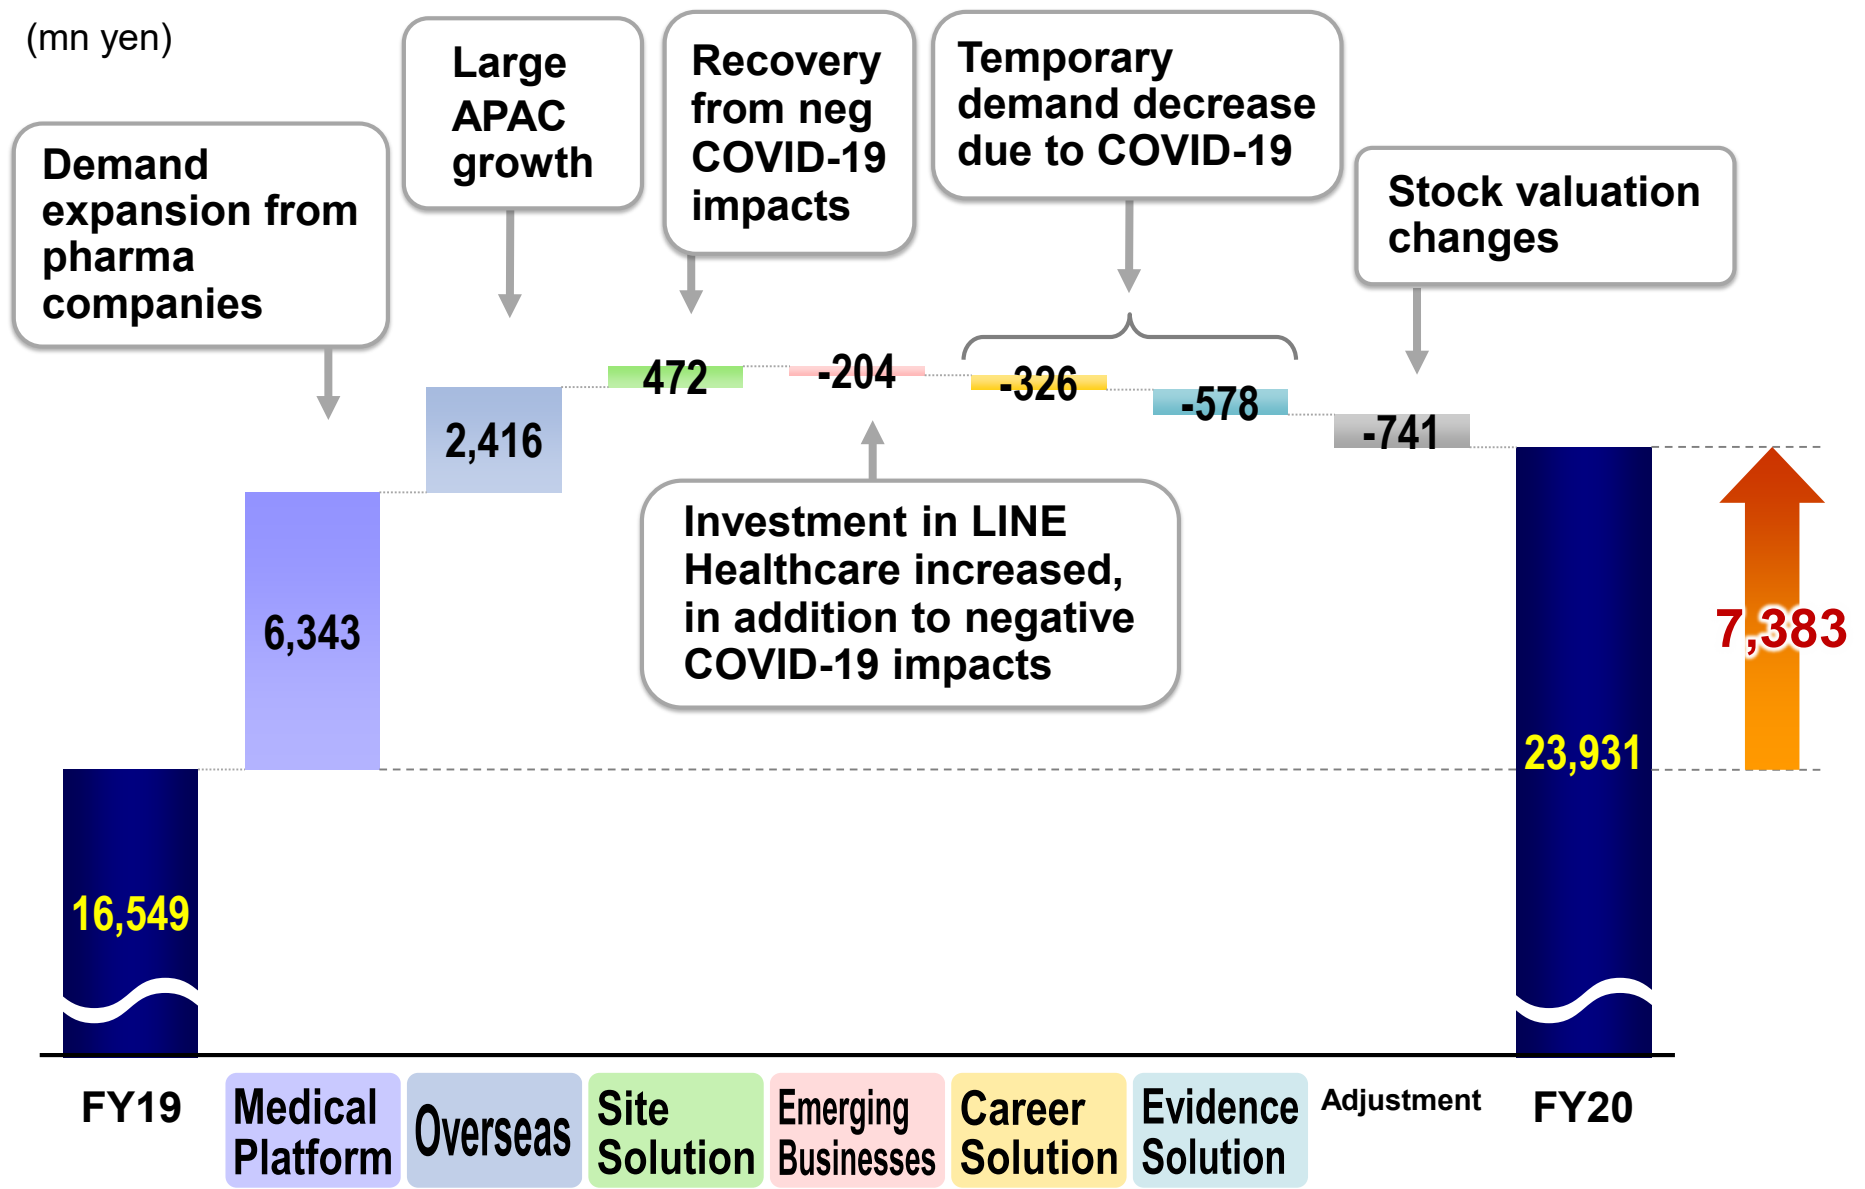 (mn yen)
Demand
expansion from
pharma
companies
Large
APAC
growth
Recovery
from neg
COVID-19
impacts
Temporary
demand decrease
due to COVID-19
Stock valuation
changes
16,549
6,343
2,416
472
-204
-326
-578
-741
23,931
7,383
Investment in LINE
Healthcare increased,
in addition to negative
COVID-19 impacts
FY19
Medical
Platform
Overseas
Site
Solution
Emerging
Businesses
Career
Solution
Evidence
Solution
Adjustment
FY20